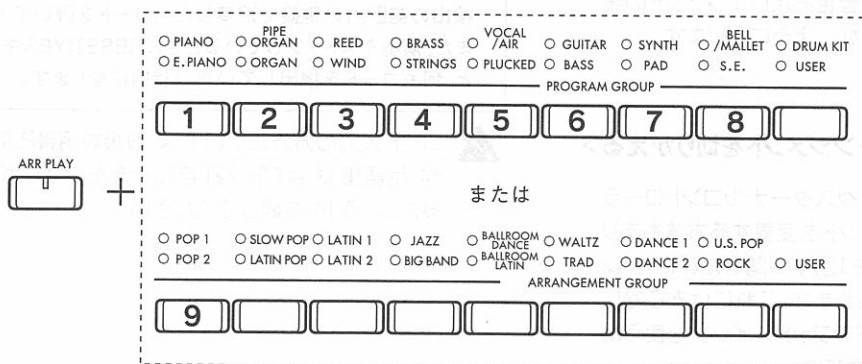 PIPE VOCAL BELL
PIANO ORGAN REED BRASS /AIR GUITAR SYNTH /MALLET DRUM KIT
E.PIANO ORGAN WIND STRINGS PLUCKED BASS PAD S.E. USER
PROGRAM GROUP
1 2 3 4 5 6 7 8
ARR PLAY
+
または
POP 1 SLOW POP LATIN 1 JAZZ BALLROOM DANCE WALTZ DANCE 1 U.S. POP
POP 2 LATIN POP LATIN 2 BIG BAND BALLROOM LATIN TRAD DANCE 2 ROCK USER
ARRANGEMENT GROUP
9